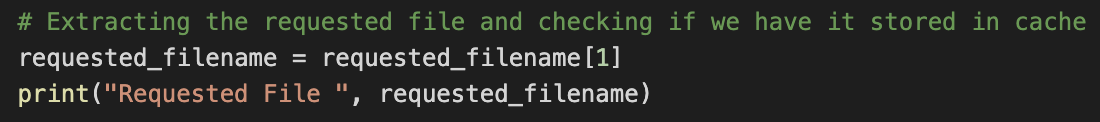 # Extracting the requested file and checking if we have it stored in cache
requested_filename = requested_filename[1]
print("Requested File ", requested_filename)